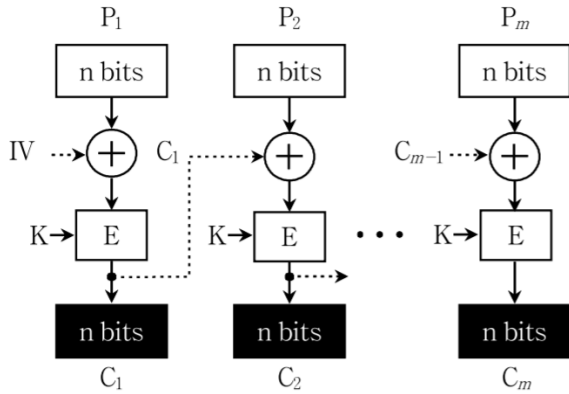 P₁ P₂ Pₘ
n bits n bits n bits
IV C₁ Cₘ₋₁
K E K E K E
n bits n bits n bits
C₁ C₂ Cₘ